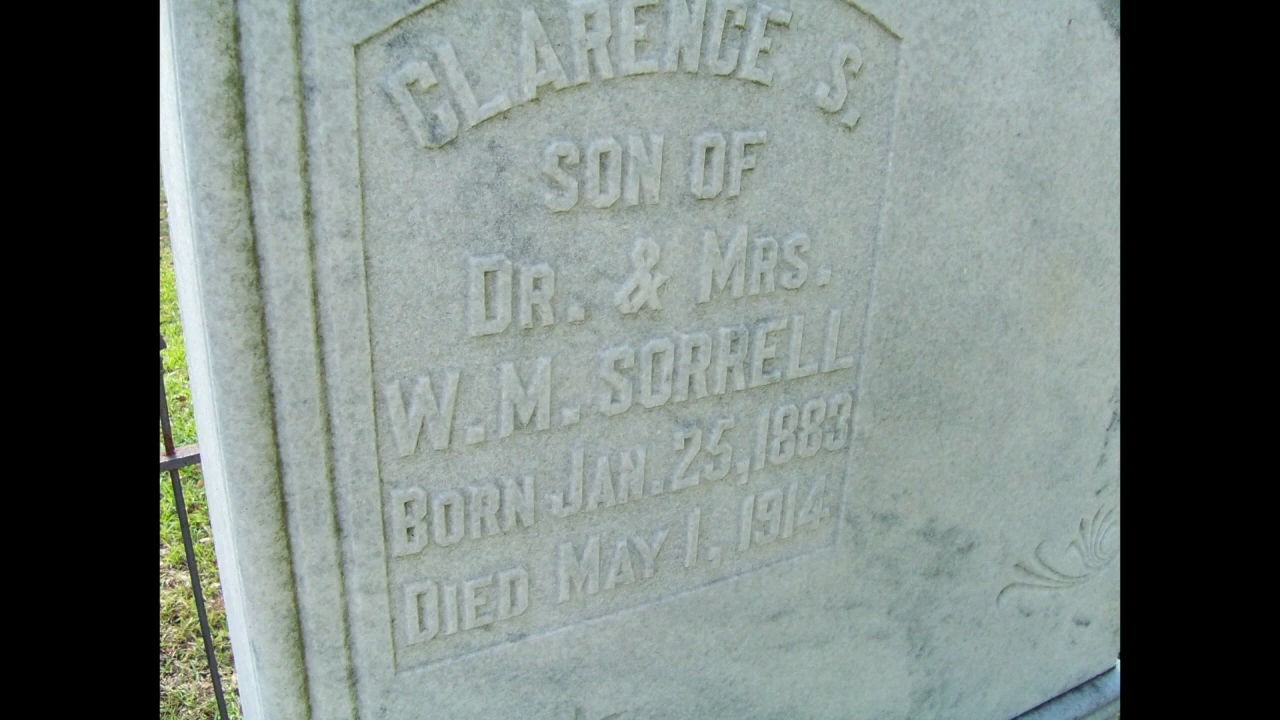 CLARENCE S.
SON OF
DR. & MRS.
W. M. SORRELL
BORN JAN. 25, 1883
DIED MAY 1, 1914